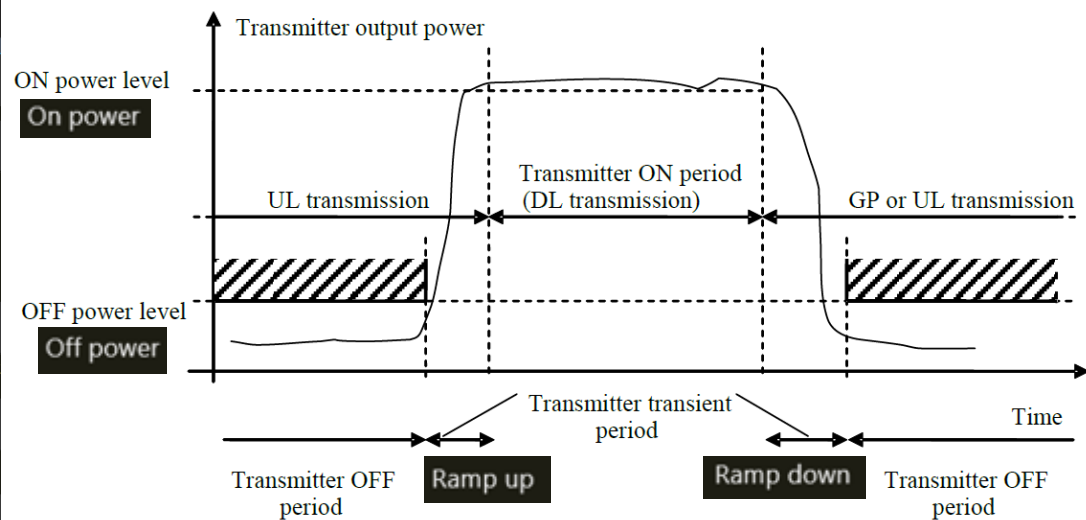 Transmitter output power
ON power level
On power
Transmitter ON period
(DL transmission)
UL transmission
GP or UL transmission
OFF power level
Off power
Transmitter transient
period
Time
Transmitter OFF
period
Ramp up
Ramp down
Transmitter OFF
period